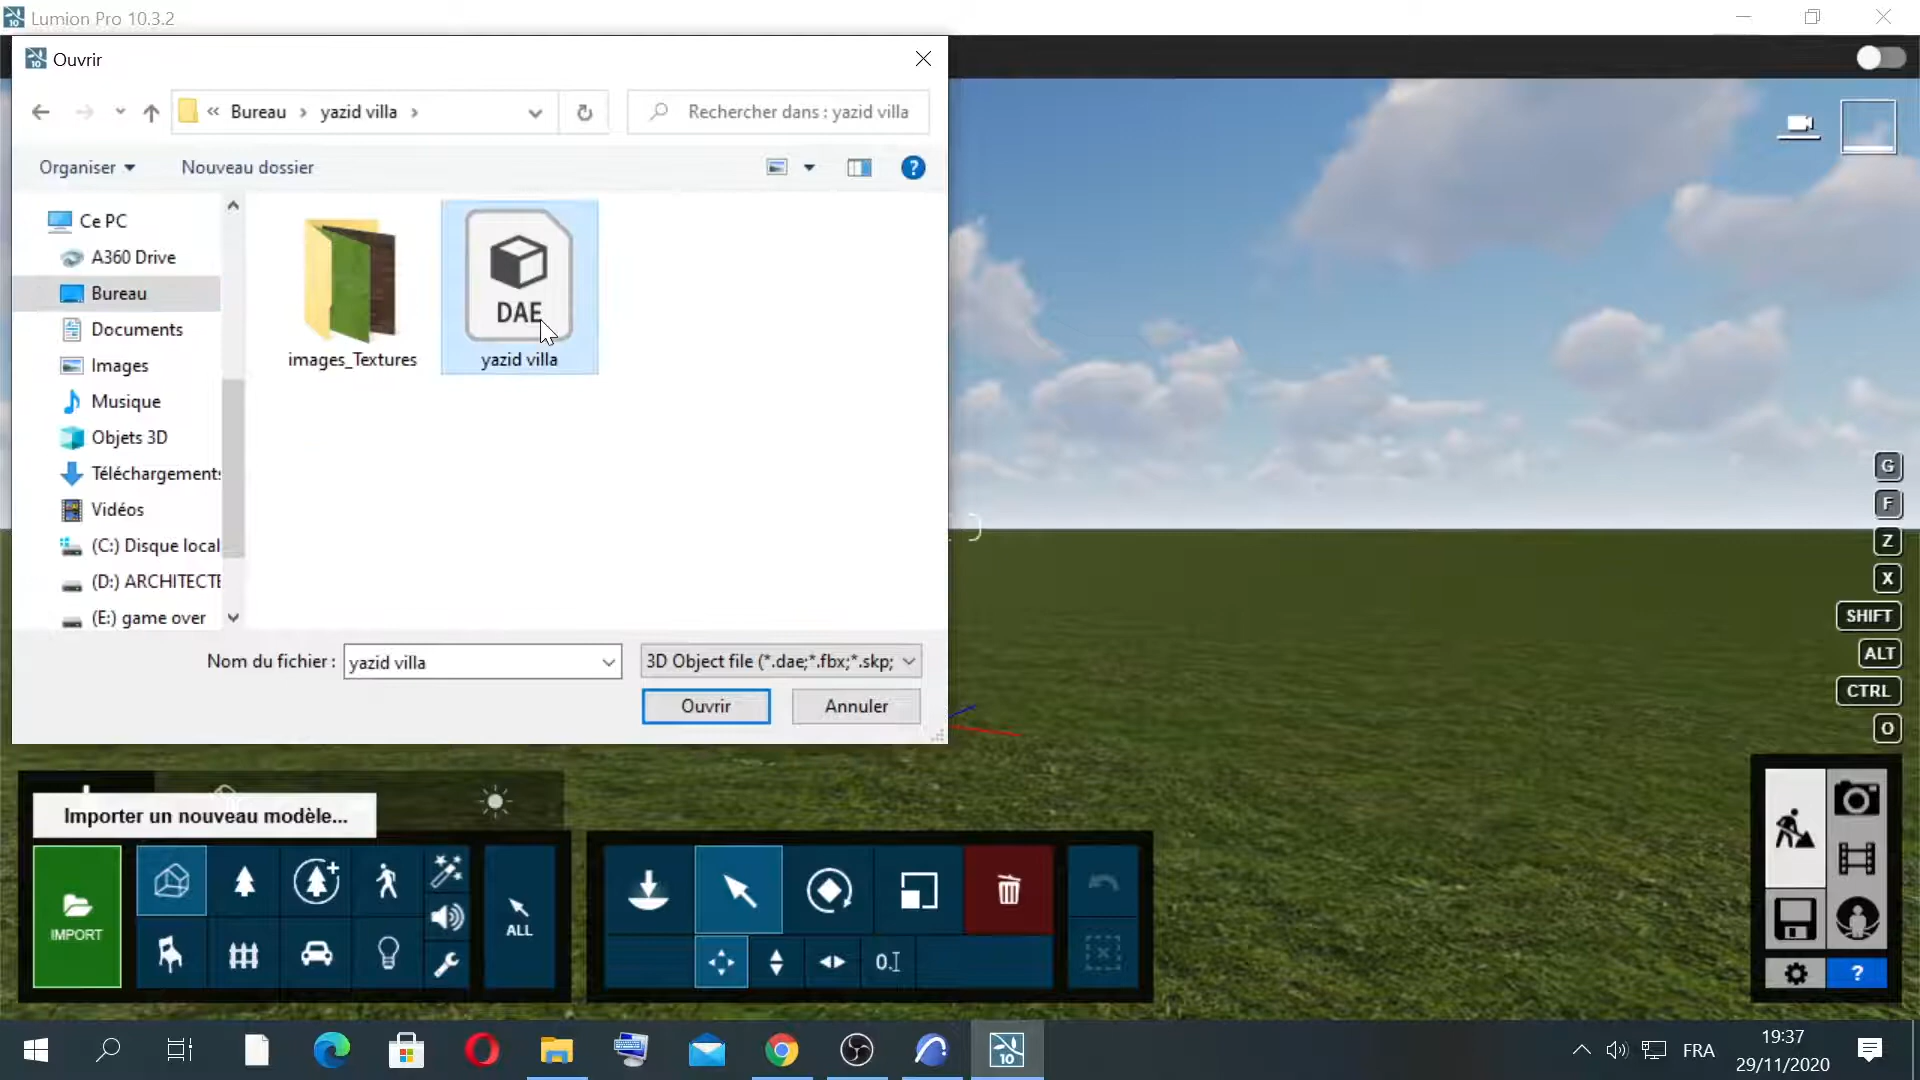 Lumion Pro 10.3.2
Ouvrir
« Bureau › yazid villa ›
Rechercher dans : yazid villa
Organiser
Nouveau dossier
?
Ce PC
A360 Drive
Bureau
Documents
Images
Musique
Objets 3D
Téléchargement
Vidéos
(C:) Disque local
(D:) ARCHITECTE
(E:) game over
images_Textures
DAE
yazid villa
Nom du fichier :
yazid villa
3D Object file (*.dae;*.fbx;*.skp;
Ouvrir
Annuler
G
F
Z
X
SHIFT
ALT
CTRL
O
Importer un nouveau modèle...
IMPORT
ALL
0.
?
10
FRA
19:37
29/11/2020